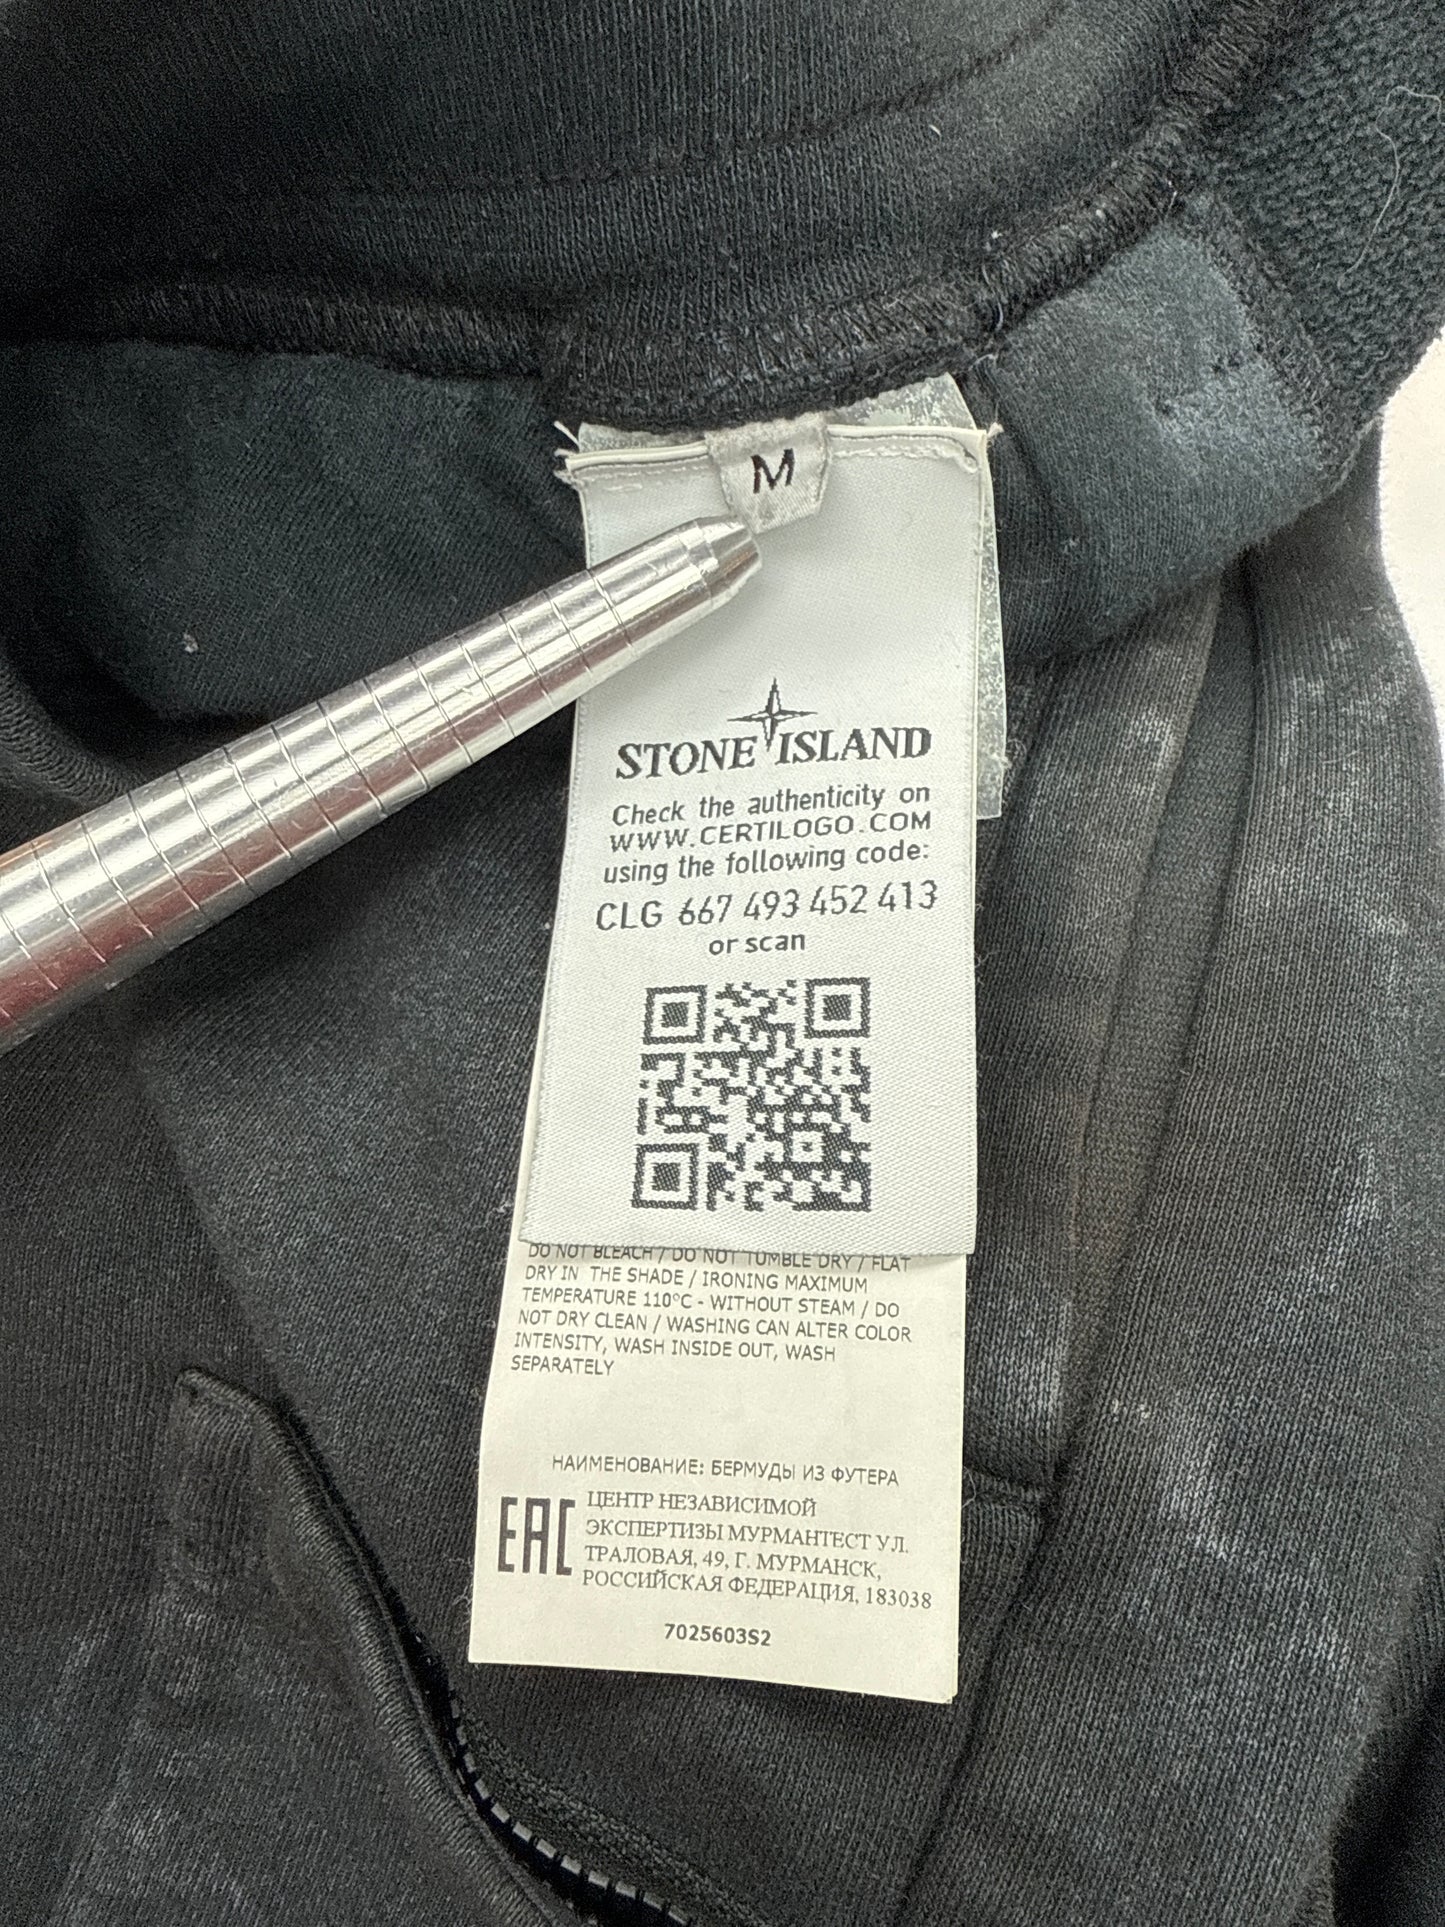 M
STONE ISLAND
Check the authenticity on
WWW.CERTILOGO.COM
using the following code:
CLG 667 493 452 413
or scan
DO NOT BLEACH / DO NOT TUMBLE DRY / FLAT
DRY IN THE SHADE / IRONING MAXIMUM
TEMPERATURE 110°C - WITHOUT STEAM / DO
NOT DRY CLEAN / WASHING CAN ALTER COLOR
INTENSITY, WASH INSIDE OUT, WASH
SEPARATELY
НАИМЕНОВАНИЕ: БЕРМУДЫ ИЗ ФУТЕРА
EAC
ЦЕНТР НЕЗАВИСИМОЙ
ЭКСПЕРТИЗЫ МУРМАНТЕСТ УЛ.
ТРАЛОВАЯ, 49, Г. МУРМАНСК,
РОССИЙСКАЯ ФЕДЕРАЦИЯ, 183038
7025603S2